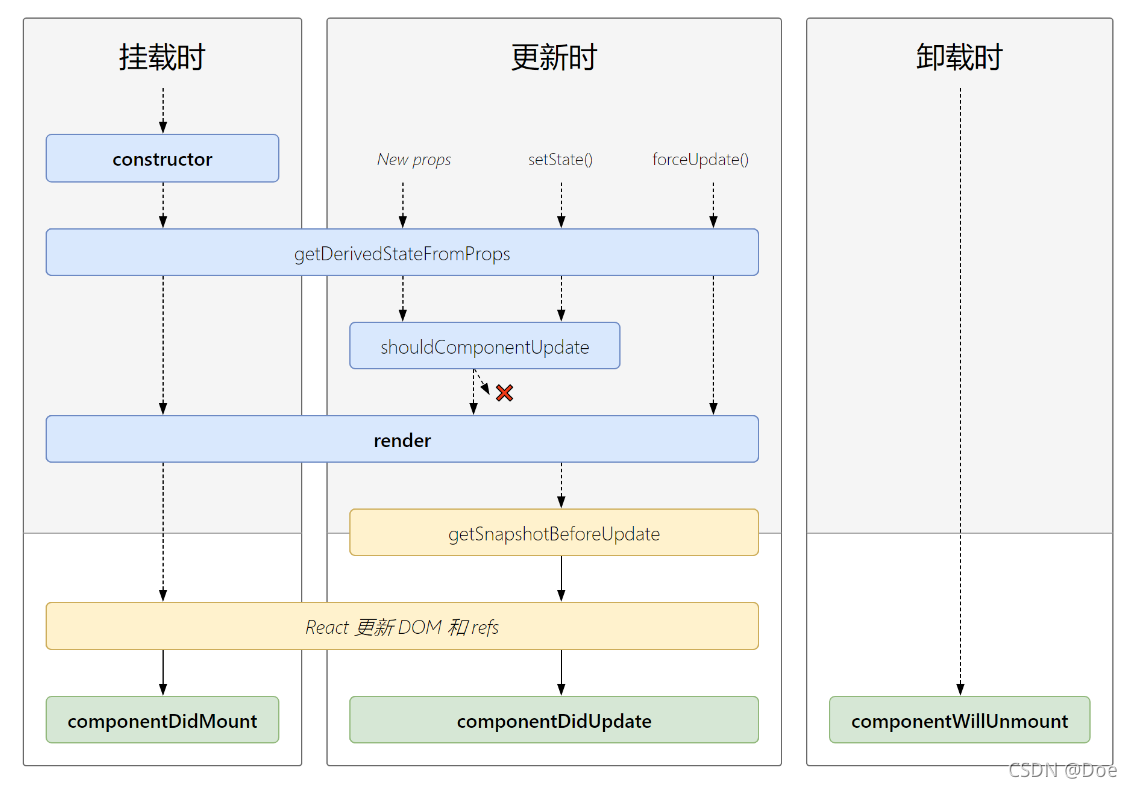 挂载时
更新时
卸载时
constructor
New props
setState()
forceUpdate()
getDerivedStateFromProps
shouldComponentUpdate
render
getSnapshotBeforeUpdate
React 更新 DOM 和 refs
componentDidMount
componentDidUpdate
componentWillUnmount
CSDN @Doe